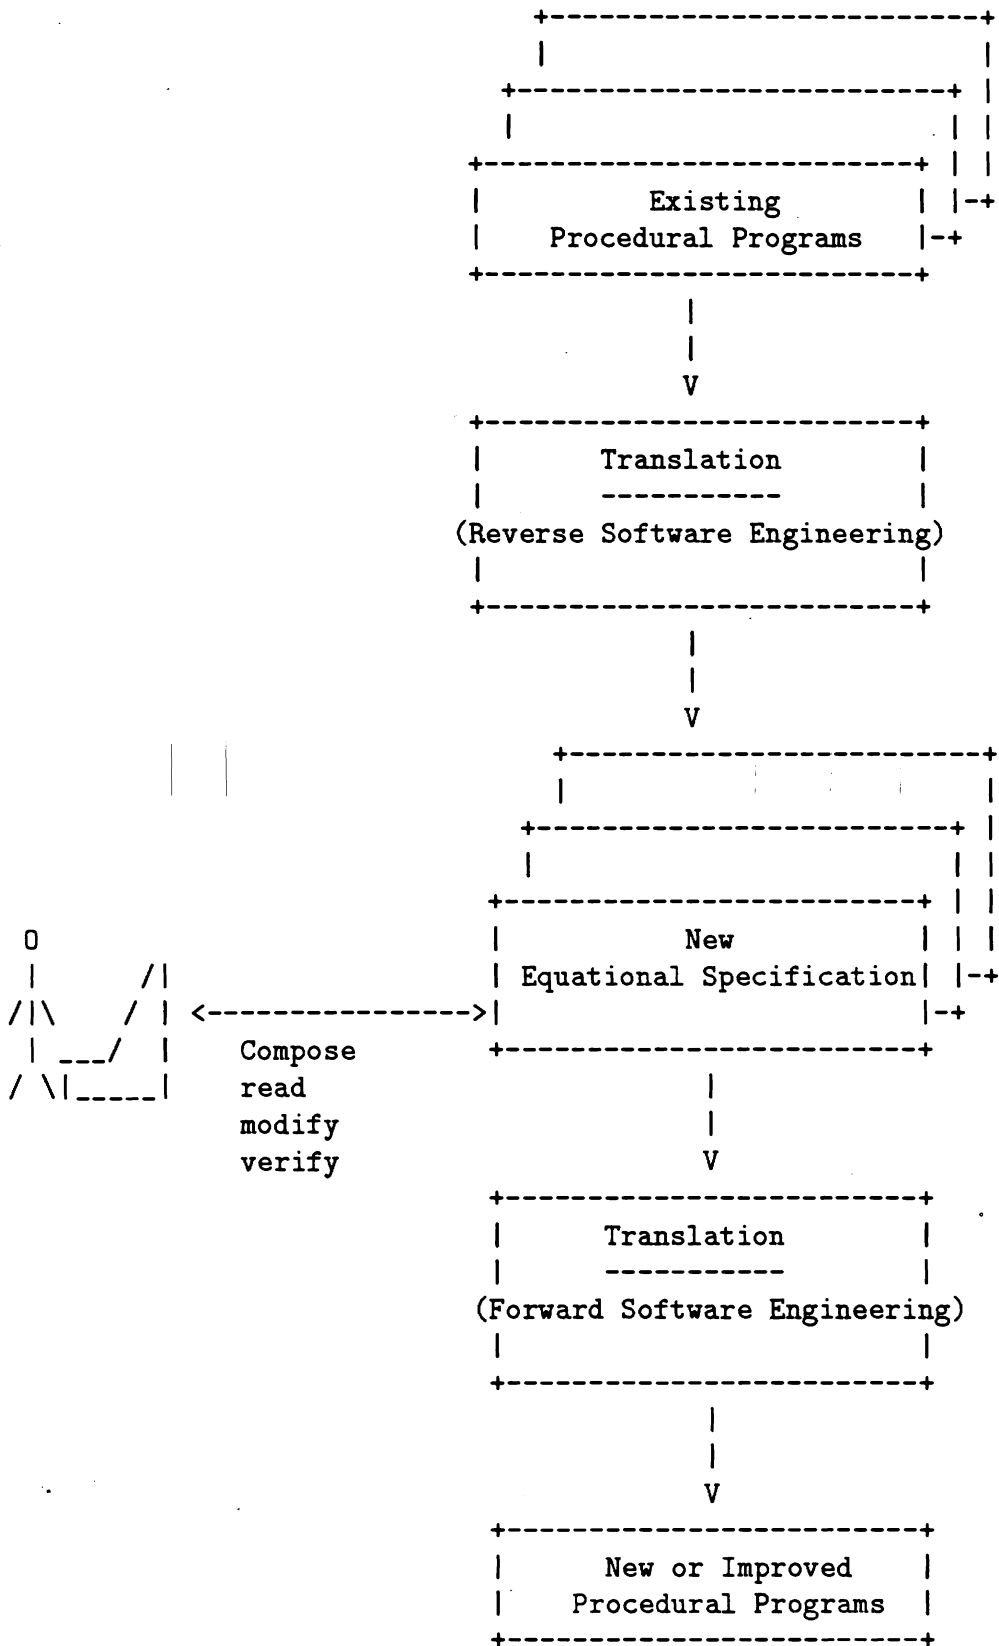 Existing
Procedural Programs
Translation
(Reverse Software Engineering)
New
Equational Specification
Compose
read
modify
verify
Translation
(Forward Software Engineering)
New or Improved
Procedural Programs